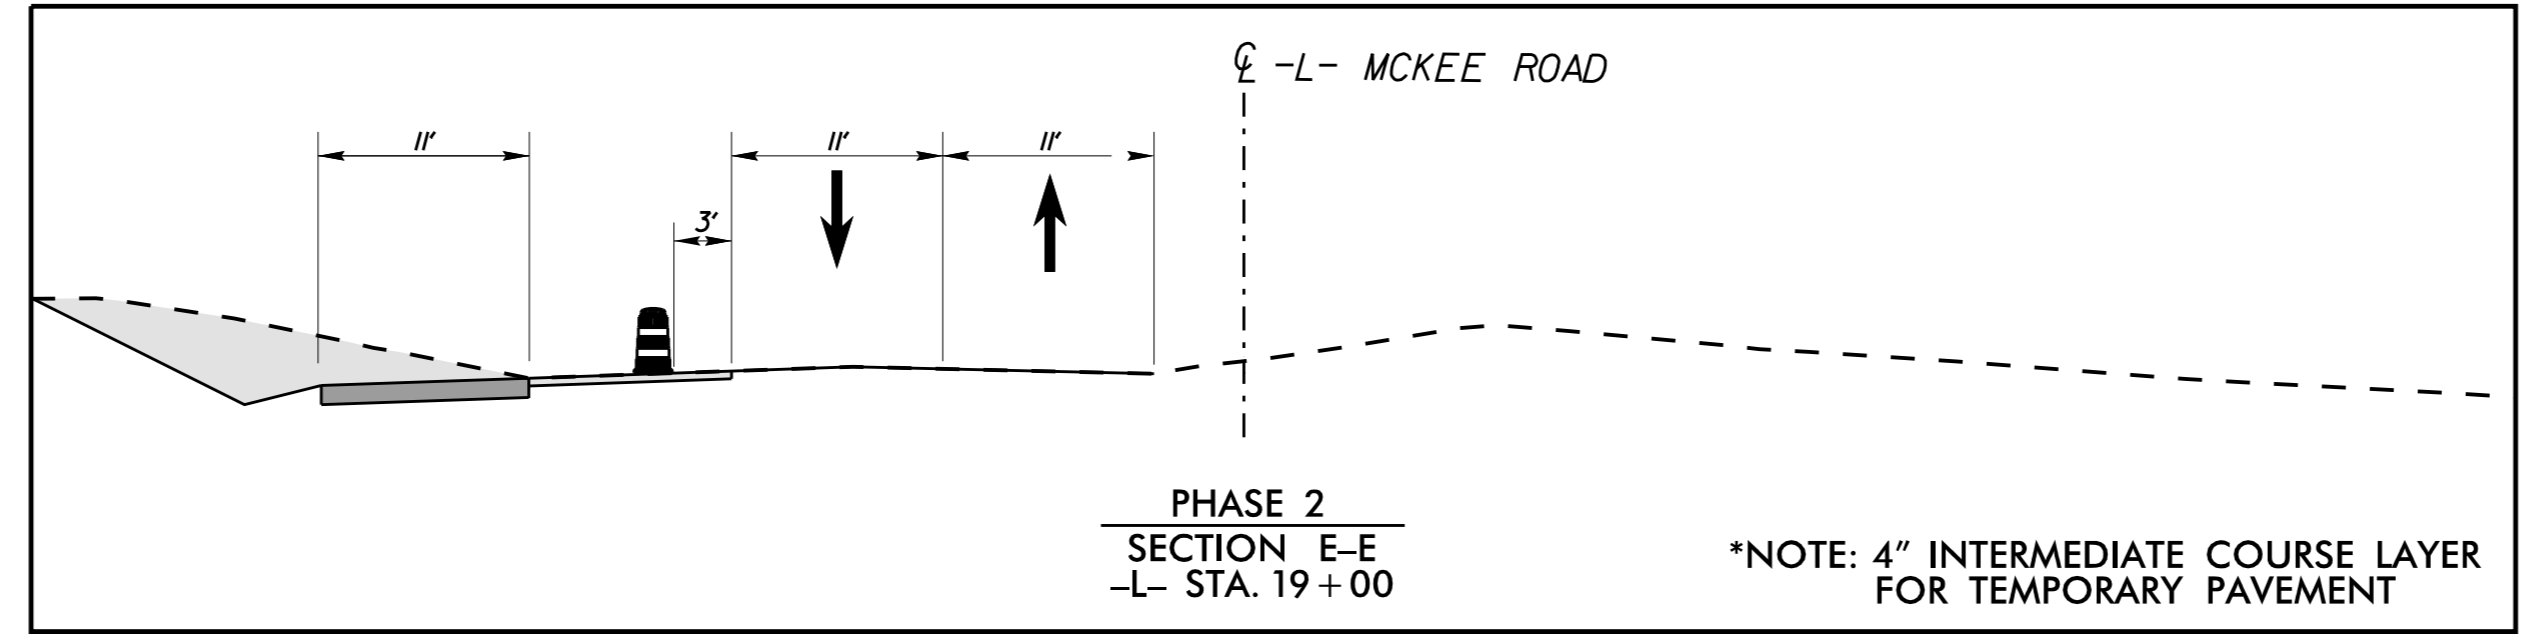 ℄ -L- MCKEE ROAD
11' 11' 11'
3'
PHASE 2
SECTION E–E
–L– STA. 19+00
*NOTE: 4" INTERMEDIATE COURSE LAYER
FOR TEMPORARY PAVEMENT